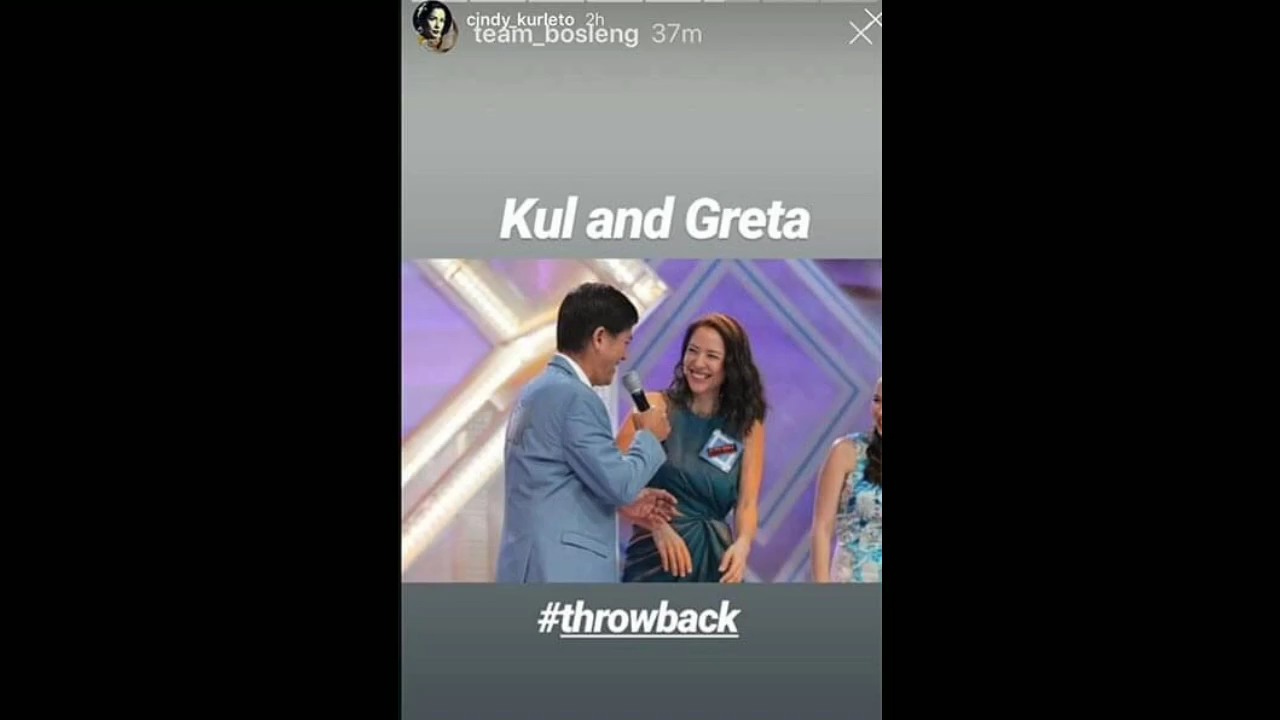 cindy_kurleto 2h
team_bosleng 37m
Kul and Greta
#throwback